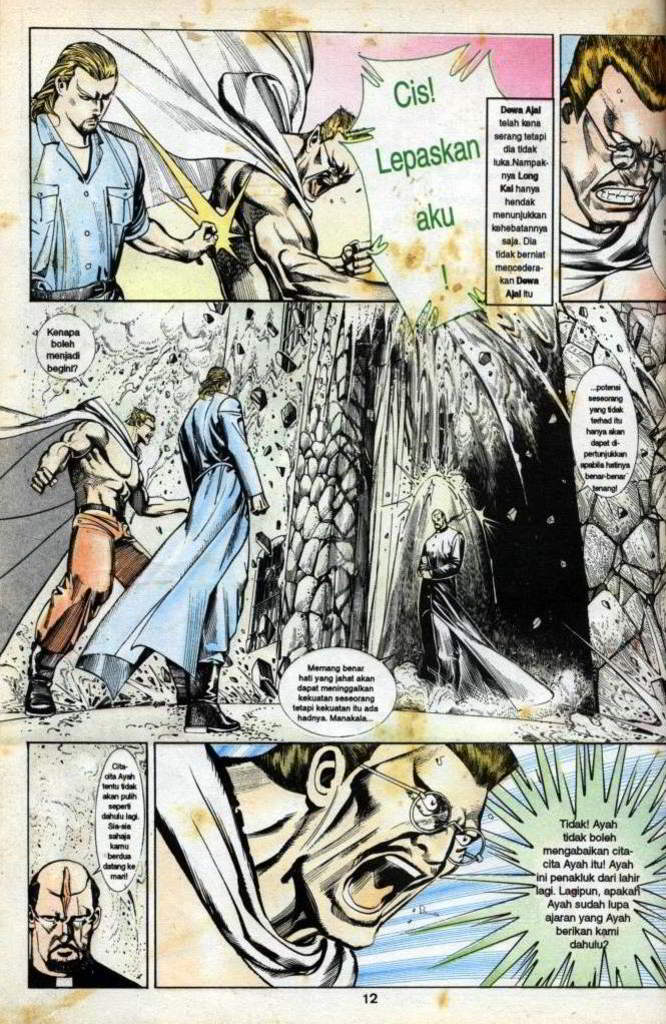 Cis!
Lepaskan
aku
!
Dewa Ajai
telah kena
serang tetapi
dia tidak
luka.Nampak-
nya Long
Kai hanya
hendak
menunjukkan
kehebatannya
saja. Dia
tidak berniat
mencedera-
kan Dewa
Ajai itu
Kenapa
boleh
menjadi
begini?
...potensi
seseorang
yang tidak
terhad itu
hanya akan
dapat di-
pertunjukkan
apabila hatinya
benar-benar
tenang!
Memang benar
hati yang jahat akan
dapat meninggalkan
kekuatan seseorang
tetapi kekuatan itu ada
hadnya. Manakala...
Cita-
cita Ayah
tentu tidak
akan pulih
seperti
dahulu lagi.
Sia-sia
sahaja
kamu
berdua
datang ke
mari!
Tidak! Ayah
tidak boleh
mengabaikan cita-
cita Ayah itu! Ayah
ini penakluk dari lahir
lagi. Lagipun, apakah
Ayah sudah lupa
ajaran yang Ayah
berikan kami
dahulu?
12